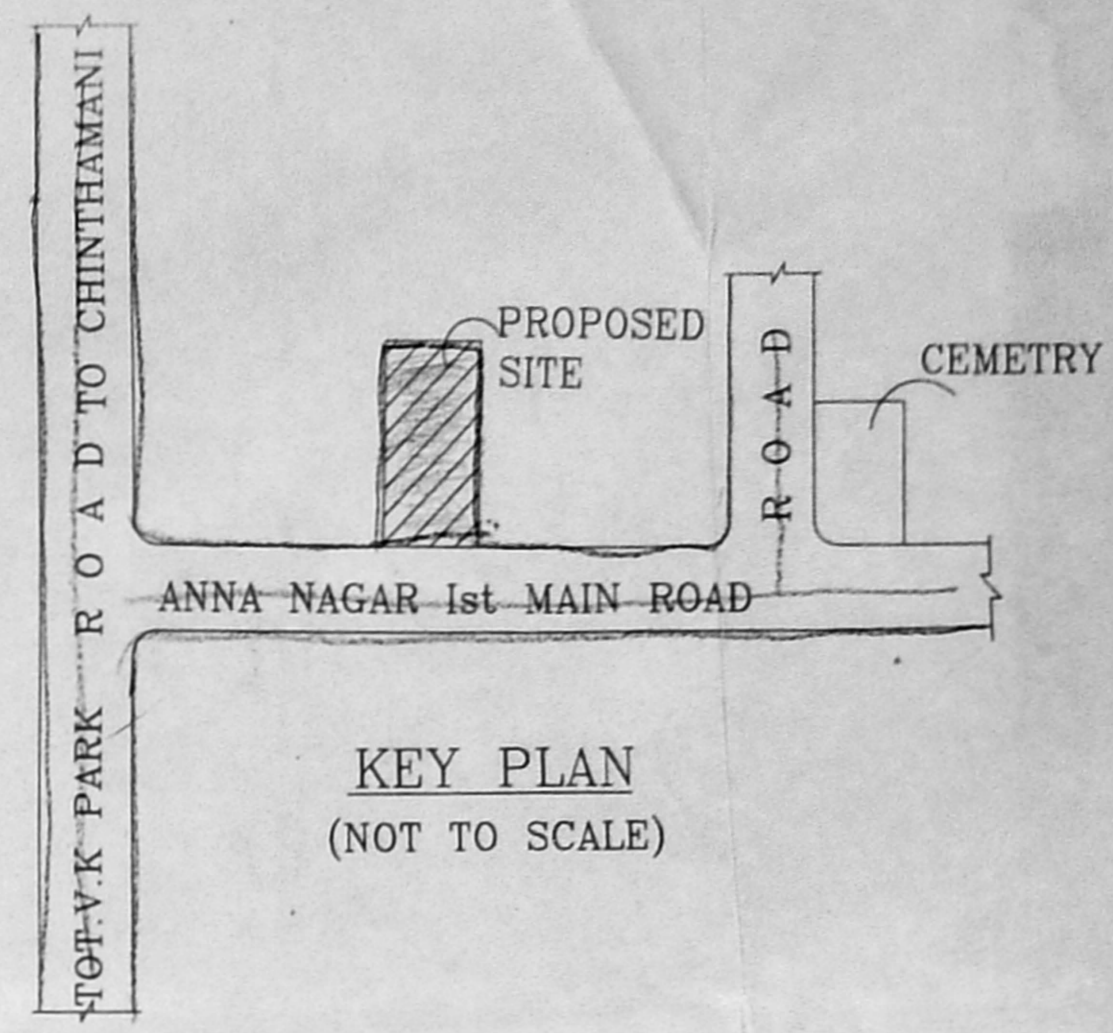 TO CHINTHAMANI
ROAD
TO T.V.K PARK
PROPOSED
SITE
ROAD
CEMETRY
ANNA NAGAR Ist MAIN ROAD
KEY PLAN
(NOT TO SCALE)